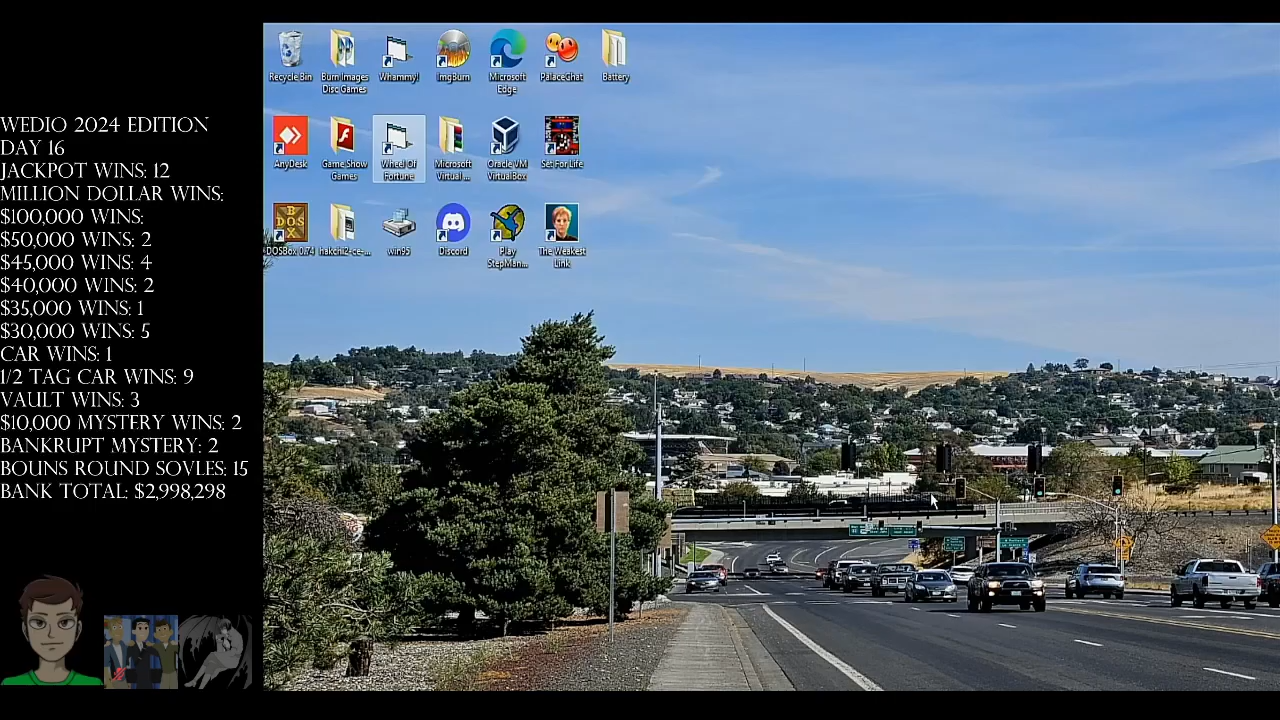 WEDIO 2024 EDITION
DAY 16
JACKPOT WINS: 12
MILLION DOLLAR WINS:
$100,000 WINS:
$50,000 WINS: 2
$45,000 WINS: 4
$40,000 WINS: 2
$35,000 WINS: 1
$30,000 WINS: 5
CAR WINS: 1
1/2 TAG CAR WINS: 9
VAULT WINS: 3
$10,000 MYSTERY WINS: 2
BANKRUPT MYSTERY: 2
BOUNS ROUND SOVLES: 15
BANK TOTAL: $2,998,298
Recycle Bin
Burn Images Disc Games
Whammy!
ImgBurn
Microsoft Edge
PalaceChat
Battery
AnyDesk
Game Show Games
Wheel Of Fortune
Microsoft Virtual ...
Oracle VM VirtualBox
Set For Life
DOSBox 0.74
hakchi2-ce-...
win95
Discord
Play StepMan...
The Weakest Link